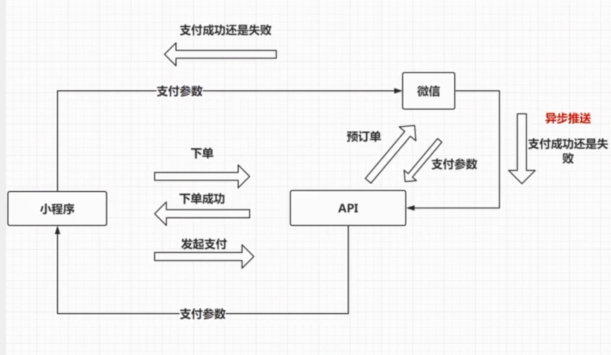 支付成功还是失败
支付参数
微信
异步推送
预订单
支付成功还是失
败
下单
支付参数
下单成功
小程序
API
发起支付
支付参数